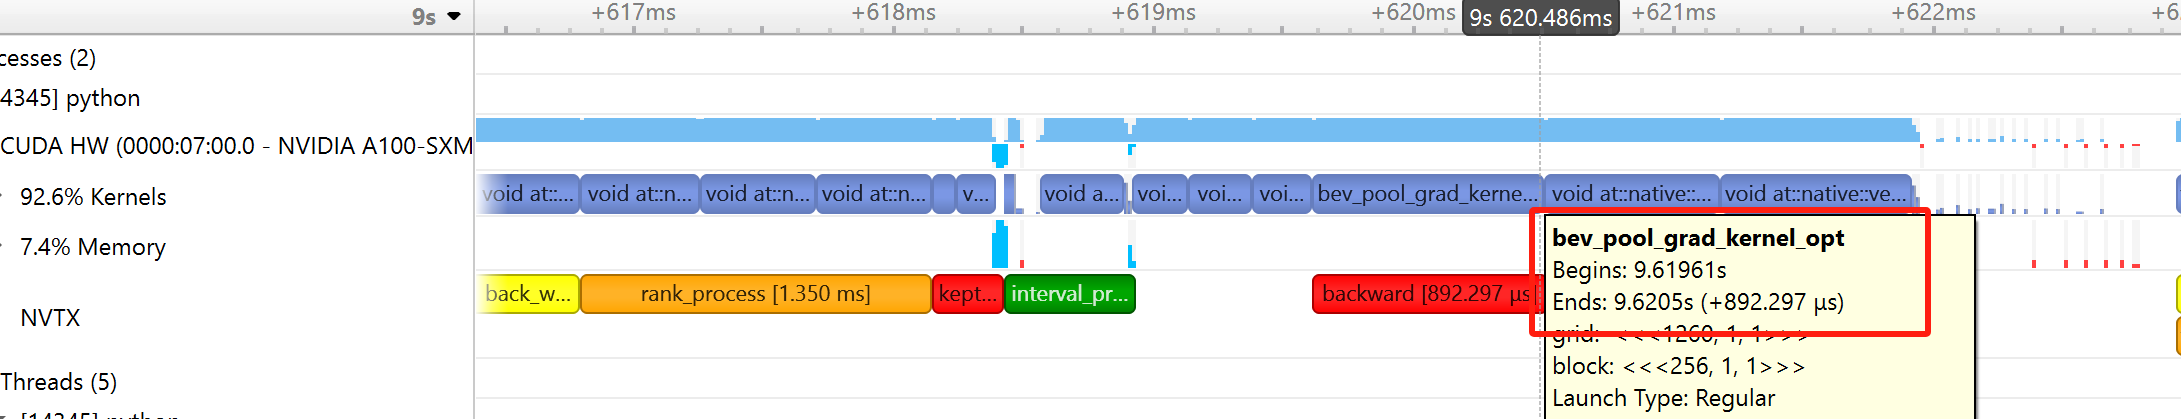 9s +617ms +618ms +619ms +620ms 9s 620.486ms +621ms +622ms
cesses (2)
4345] python
CUDA HW (0000:07:00.0 - NVIDIA A100-SXM
92.6% Kernels void at::... void at::n... void at::n... void at::n... v... void a... voi... voi... voi... bev_pool_grad_kerne... void at::native::... void at::native::ve...
7.4% Memory
NVTX back_w... rank_process [1.350 ms] kept... interval_pr... backward [892.297 µs
bev_pool_grad_kernel_opt
Begins: 9.61961s
Ends: 9.6205s (+892.297 µs)
grid: <<<1260, 1, 1>>>
block: <<<256, 1, 1>>>
Launch Type: Regular
Threads (5)
[14345] python